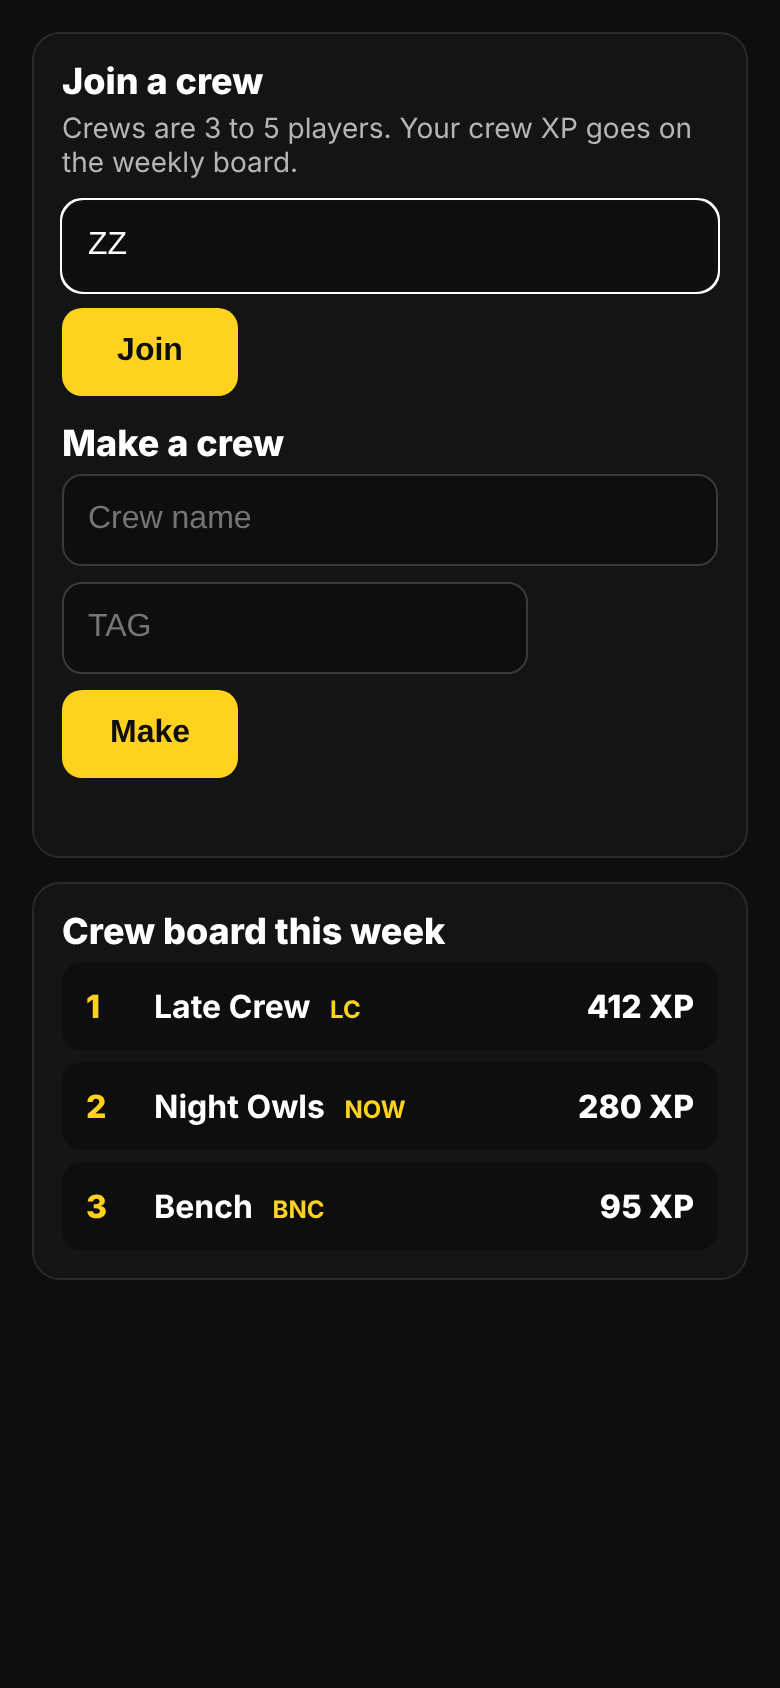 Join a crew
Crews are 3 to 5 players. Your crew XP goes on
the weekly board.
ZZ
Join
Make a crew
Crew name
TAG
Make
Crew board this week
1 Late Crew LC 412 XP
2 Night Owls NOW 280 XP
3 Bench BNC 95 XP